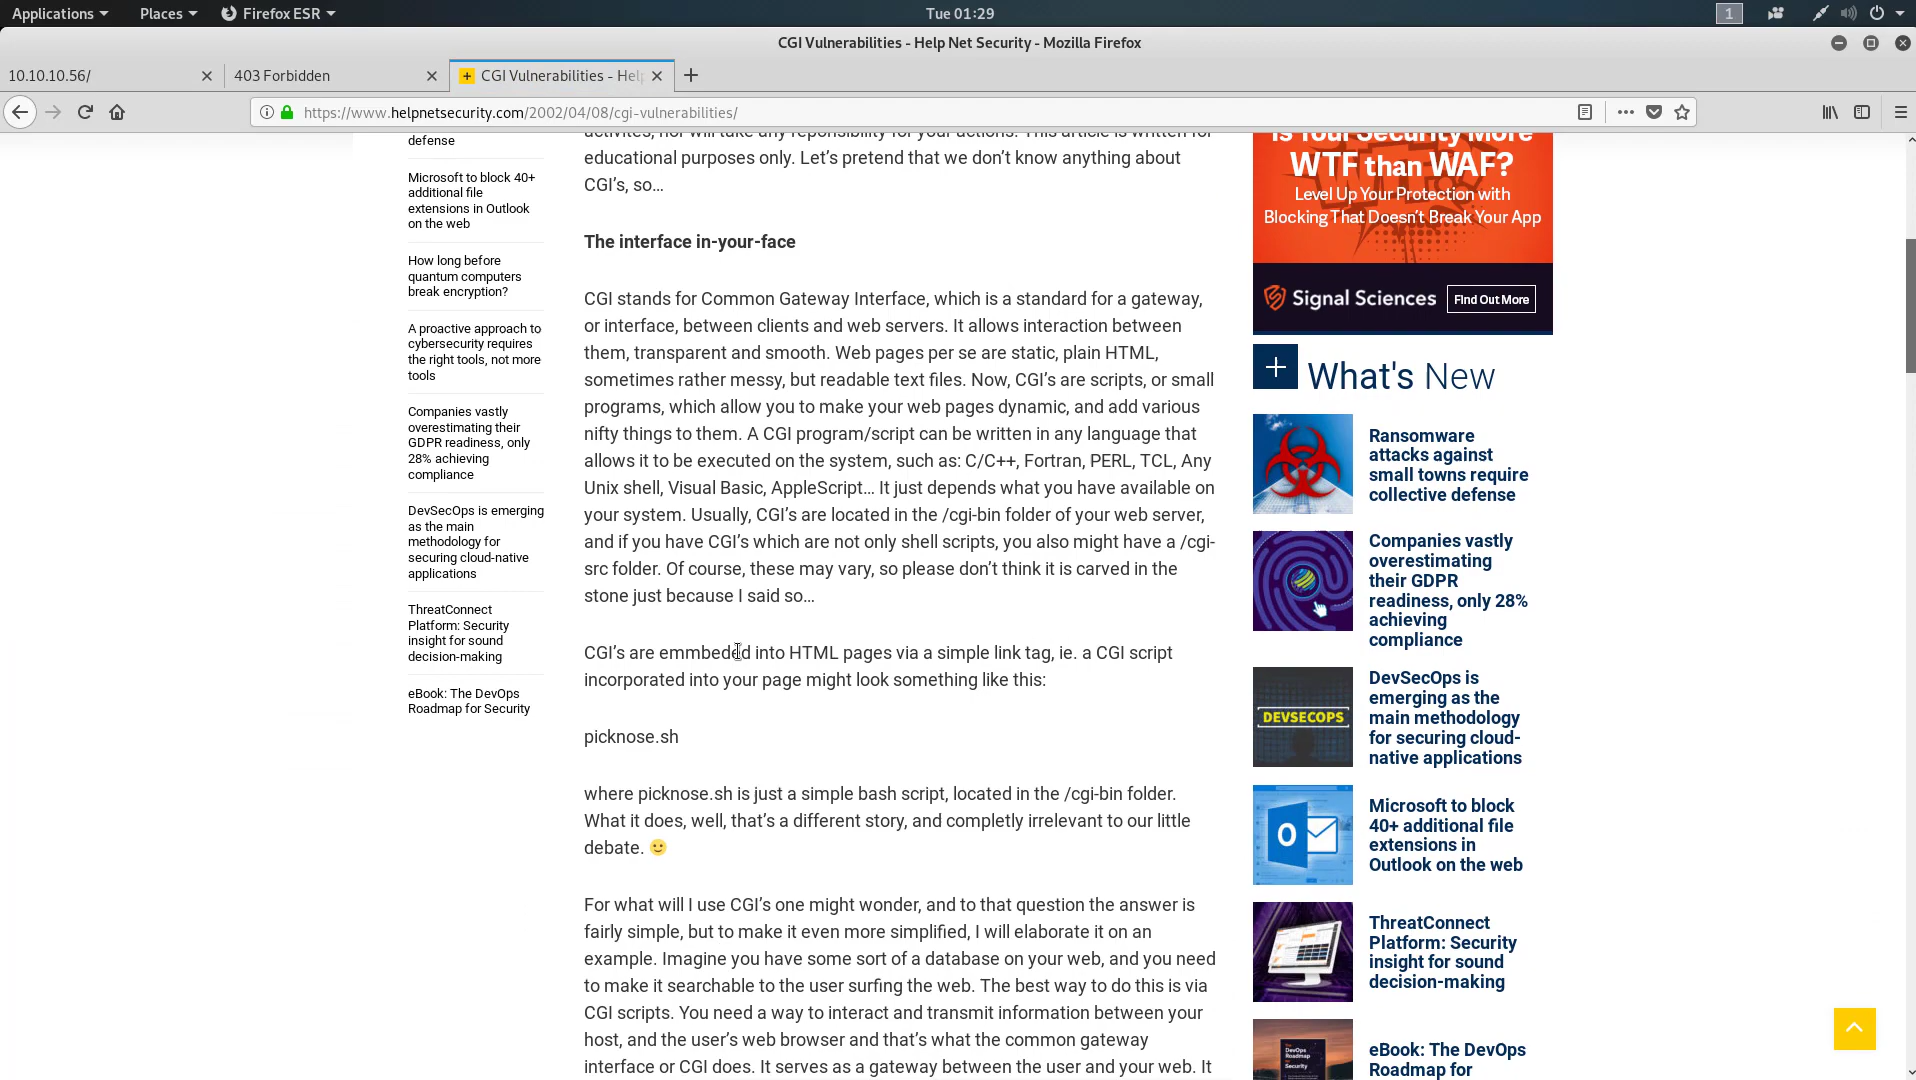 Applications
Places
Firefox ESR
Tue 01:29
1
CGI Vulnerabilities - Help Net Security - Mozilla Firefox
10.10.10.56/
403 Forbidden
CGI Vulnerabilities - Hel
https://www.helpnetsecurity.com/2002/04/08/cgi-vulnerabilities/
defense
Microsoft to block 40+
additional file
extensions in Outlook
on the web
How long before
quantum computers
break encryption?
A proactive approach to
cybersecurity requires
the right tools, not more
tools
Companies vastly
overestimating their
GDPR readiness, only
28% achieving
compliance
DevSecOps is emerging
as the main
methodology for
securing cloud-native
applications
ThreatConnect
Platform: Security
insight for sound
decision-making
eBook: The DevOps
Roadmap for Security
activites, nor will take any reponsibility for your actions. This article is written for
educational purposes only. Let's pretend that we don't know anything about
CGI's, so…
The interface in-your-face
CGI stands for Common Gateway Interface, which is a standard for a gateway,
or interface, between clients and web servers. It allows interaction between
them, transparent and smooth. Web pages per se are static, plain HTML,
sometimes rather messy, but readable text files. Now, CGI's are scripts, or small
programs, which allow you to make your web pages dynamic, and add various
nifty things to them. A CGI program/script can be written in any language that
allows it to be executed on the system, such as: C/C++, Fortran, PERL, TCL, Any
Unix shell, Visual Basic, AppleScript… It just depends what you have available on
your system. Usually, CGI's are located in the /cgi-bin folder of your web server,
and if you have CGI's which are not only shell scripts, you also might have a /cgi-
src folder. Of course, these may vary, so please don't think it is carved in the
stone just because I said so…
CGI's are emmbeded into HTML pages via a simple link tag, ie. a CGI script
incorporated into your page might look something like this:
picknose.sh
where picknose.sh is just a simple bash script, located in the /cgi-bin folder.
What it does, well, that's a different story, and completly irrelevant to our little
debate. 🙂
For what will I use CGI's one might wonder, and to that question the answer is
fairly simple, but to make it even more simplified, I will elaborate it on an
example. Imagine you have some sort of a database on your web, and you need
to make it searchable to the user surfing the web. The best way to do this is via
CGI scripts. You need a way to interact and transmit information between your
host, and the user's web browser and that's what the common gateway
interface or CGI does. It serves as a gateway between the user and your web. It
Is Your Security More
WTF than WAF?
Level Up Your Protection with
Blocking That Doesn't Break Your App
Signal Sciences
Find Out More
What's New
Ransomware
attacks against
small towns require
collective defense
Companies vastly
overestimating
their GDPR
readiness, only 28%
achieving
compliance
DEVSECOPS
DevSecOps is
emerging as the
main methodology
for securing cloud-
native applications
Microsoft to block
40+ additional file
extensions in
Outlook on the web
ThreatConnect
Platform: Security
insight for sound
decision-making
eBook: The DevOps
Roadmap for